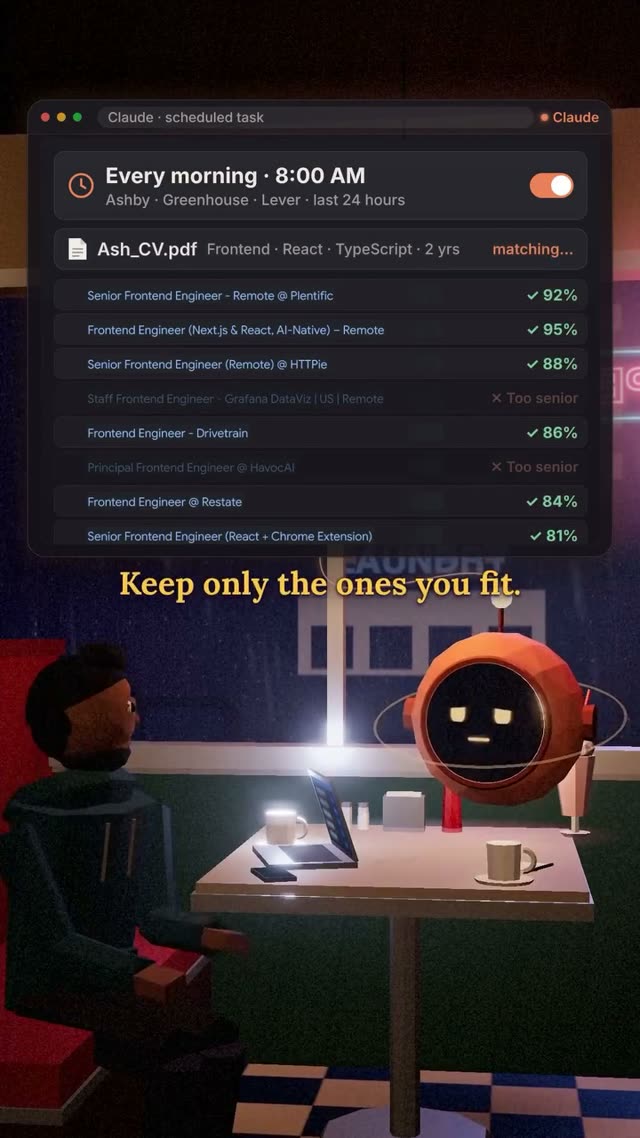 Claude · scheduled task
Claude
Every morning · 8:00 AM
Ashby · Greenhouse · Lever · last 24 hours
Ash_CV.pdf Frontend · React · TypeScript · 2 yrs matching...
Senior Frontend Engineer - Remote @ Plentific ✓ 92%
Frontend Engineer (Next.js & React, AI-Native) – Remote ✓ 95%
Senior Frontend Engineer (Remote) @ HTTPie ✓ 88%
Staff Frontend Engineer - Grafana DataViz | US | Remote ✕ Too senior
Frontend Engineer - Drivetrain ✓ 86%
Principal Frontend Engineer @ HavocAI ✕ Too senior
Frontend Engineer @ Restate ✓ 84%
Senior Frontend Engineer (React + Chrome Extension) ✓ 81%
LAUNDRY
Keep only the ones you fit.